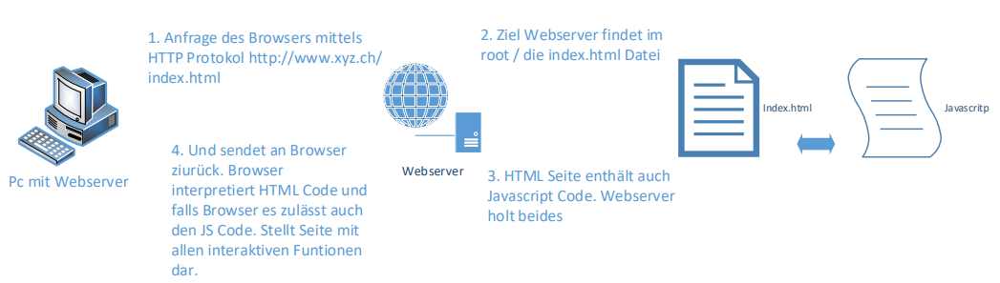 1. Anfrage des Browsers mittels
HTTP Protokol http://www.xyz.ch/
index.html
2. Ziel Webserver findet im
root / die index.html Datei
Index.html
Javascritp
Pc mit Webserver
4. Und sendet an Browser
ziurück. Browser
interpretiert HTML Code und
falls Browser es zulässt auch
den JS Code. Stellt Seite mit
allen interaktiven Funtionen
dar.
Webserver
3. HTML Seite enthält auch
Javascript Code. Webserver
holt beides